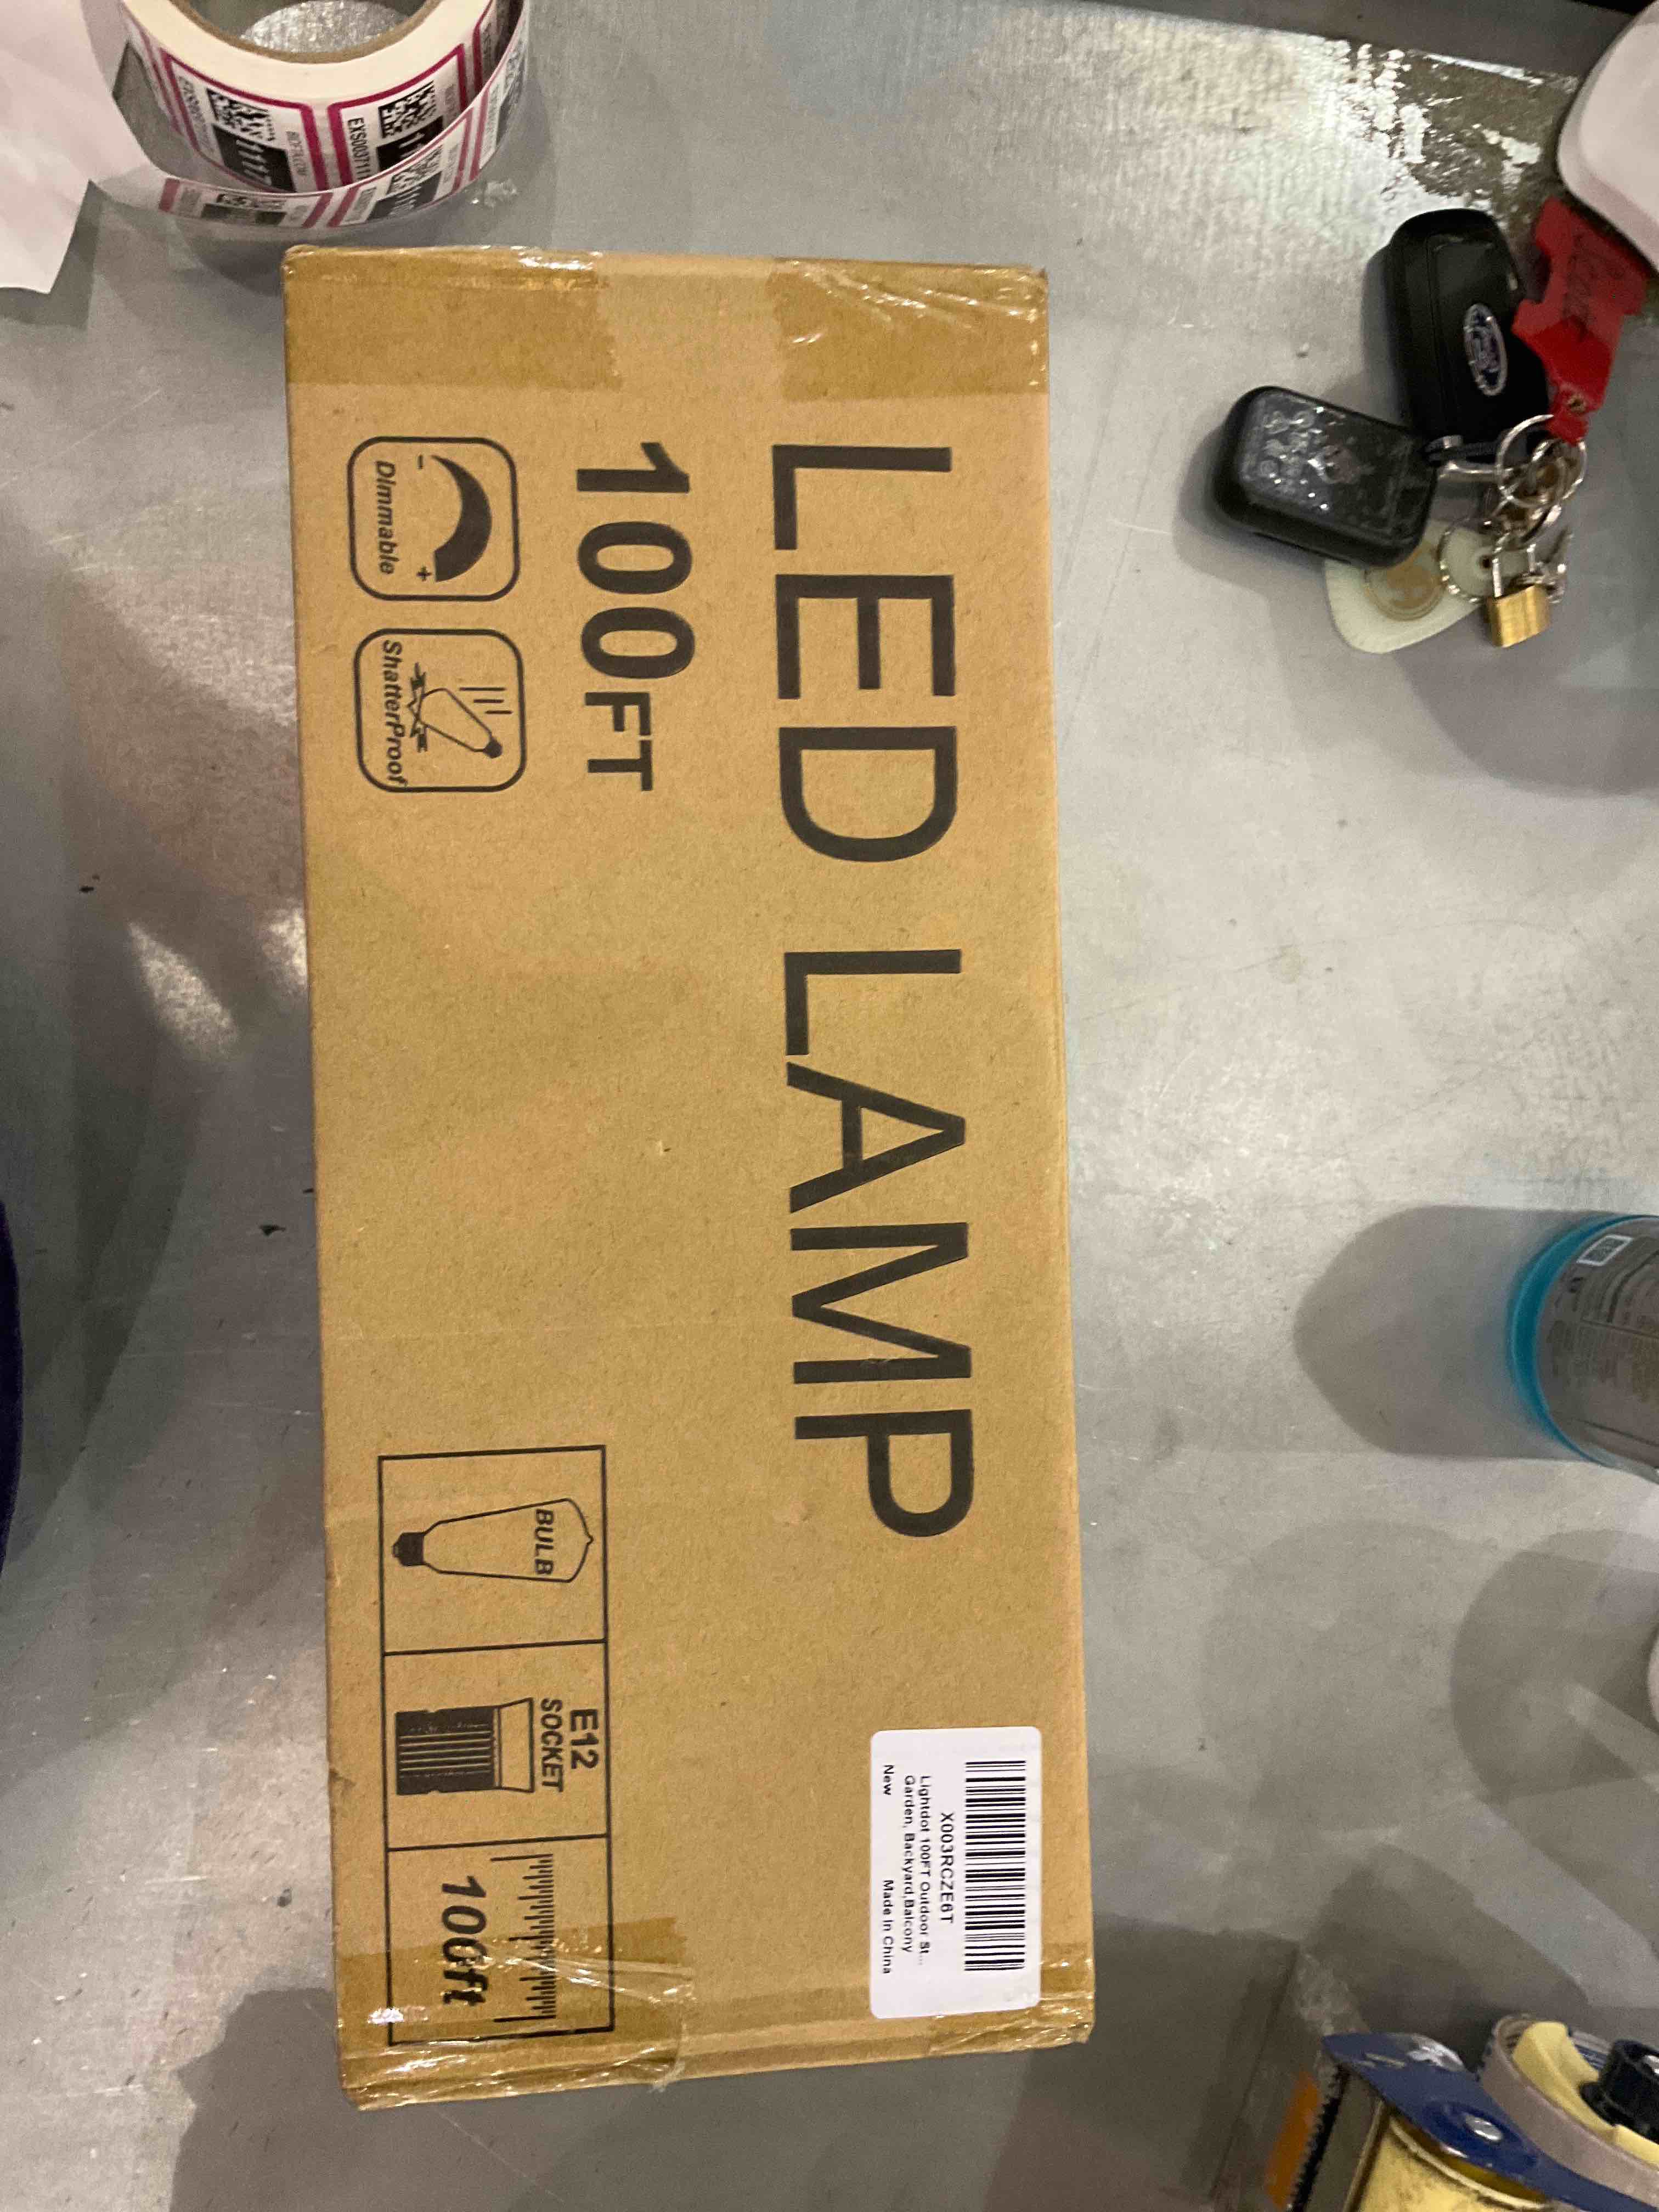 LED LAMP
100FT
Dimmable
ShatterProof
BULB
E12
SOCKET
100ft
X003RCZE6T
Lightdot 100FT Outdoor St...
Garden, Backyard,Balcony
New Made in China